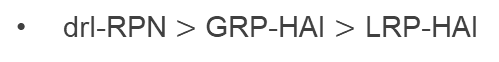 • drl-RPN > GRP-HAI > LRP-HAI